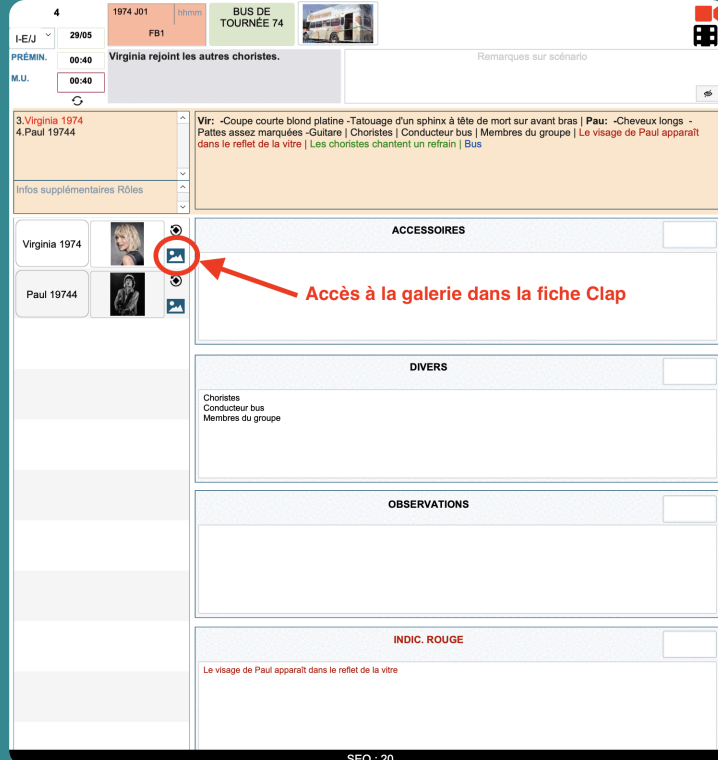 4
1974 J01
hhmm
BUS DE
TOURNÉE 74
I-E/J
29/05
FB1
PRÉMIN.
00:40
Virginia rejoint les autres choristes.
Remarques sur scénario
M.U.
00:40
3.Virginia 1974
4.Paul 19744
Vir: -Coupe courte blond platine -Tatouage d'un sphinx à tête de mort sur avant bras | Pau: -Cheveux longs -
Pattes assez marquées -Guitare | Choristes | Conducteur bus | Membres du groupe | Le visage de Paul apparaît
dans le reflet de la vitre | Les choristes chantent un refrain | Bus
Infos supplémentaires Rôles
Virginia 1974
Paul 19744
ACCESSOIRES
Accès à la galerie dans la fiche Clap
DIVERS
Choristes
Conducteur bus
Membres du groupe
OBSERVATIONS
INDIC. ROUGE
Le visage de Paul apparaît dans le reflet de la vitre
SEQ : 20